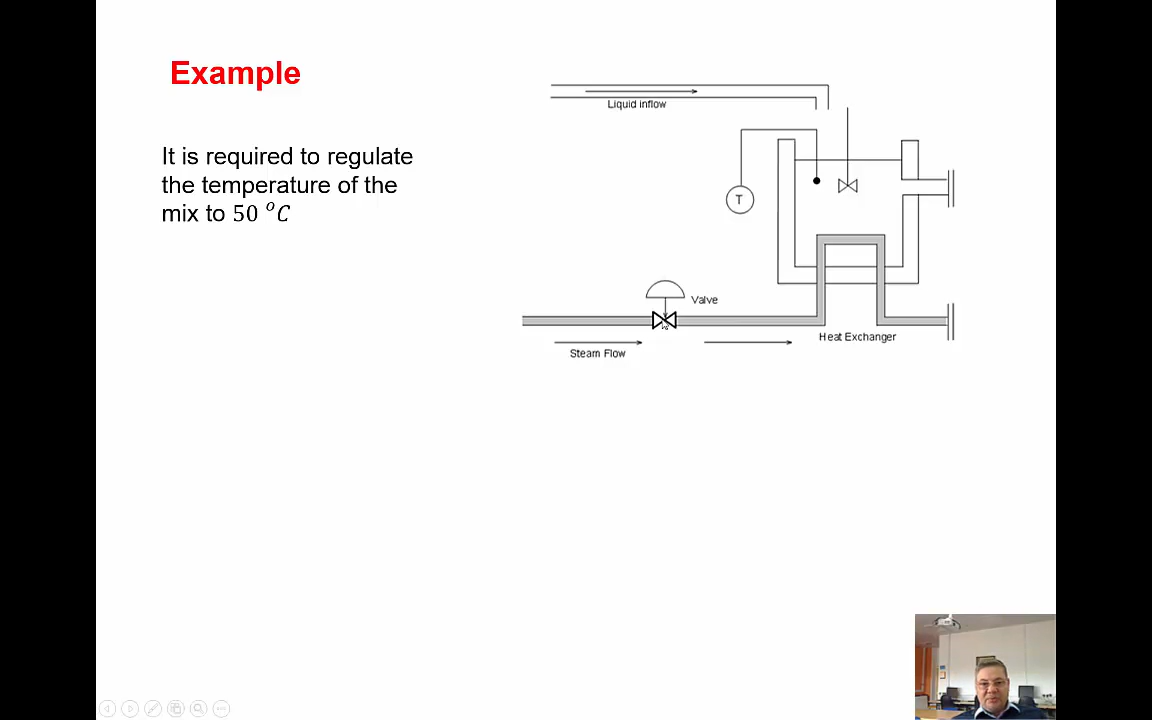 Example
It is required to regulate
the temperature of the
mix to 50 °C
Liquid inflow
T
Valve
Heat Exchanger
Steam Flow